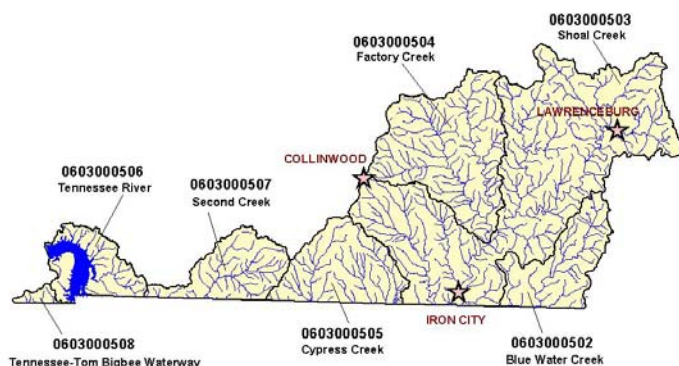 0603000503
Shoal Creek
0603000504
Factory Creek
LAWRENCEBURG
COLLINWOOD
0603000506
Tennessee River
0603000507
Second Creek
IRON CITY
0603000508
Tennessee-Tom Bigbee Waterway
0603000505
Cypress Creek
0603000502
Blue Water Creek